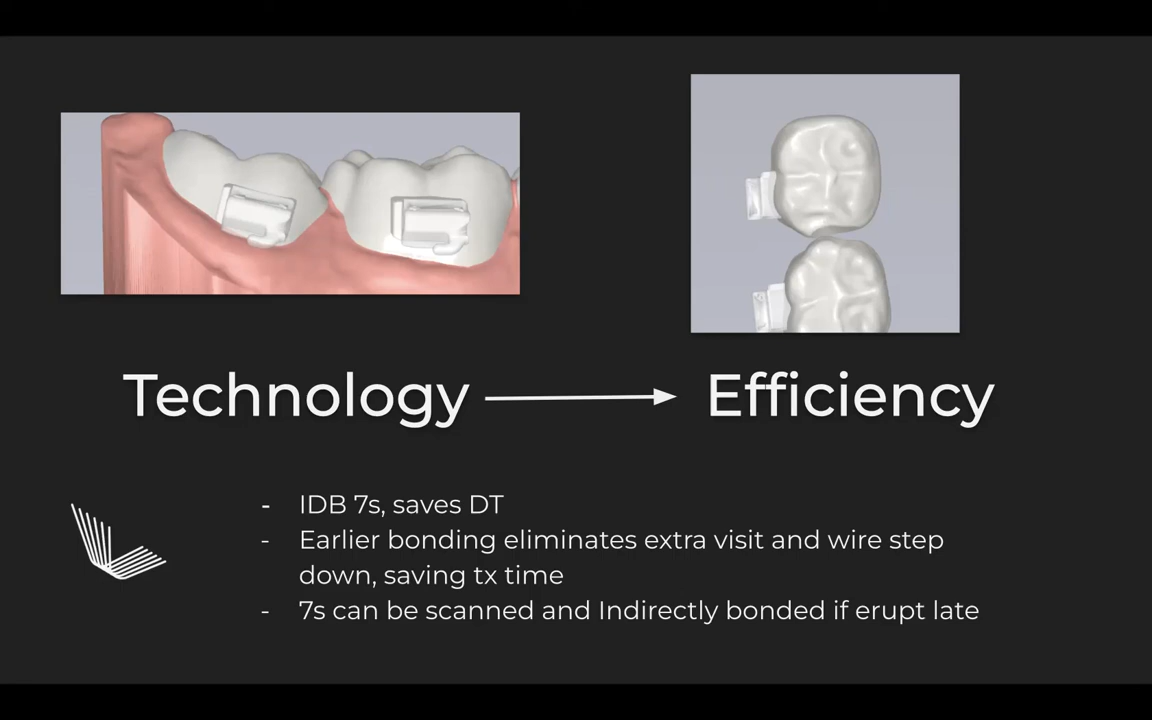 Technology Efficiency
- IDB 7s, saves DT
- Earlier bonding eliminates extra visit and wire step
down, saving tx time
- 7s can be scanned and Indirectly bonded if erupt late